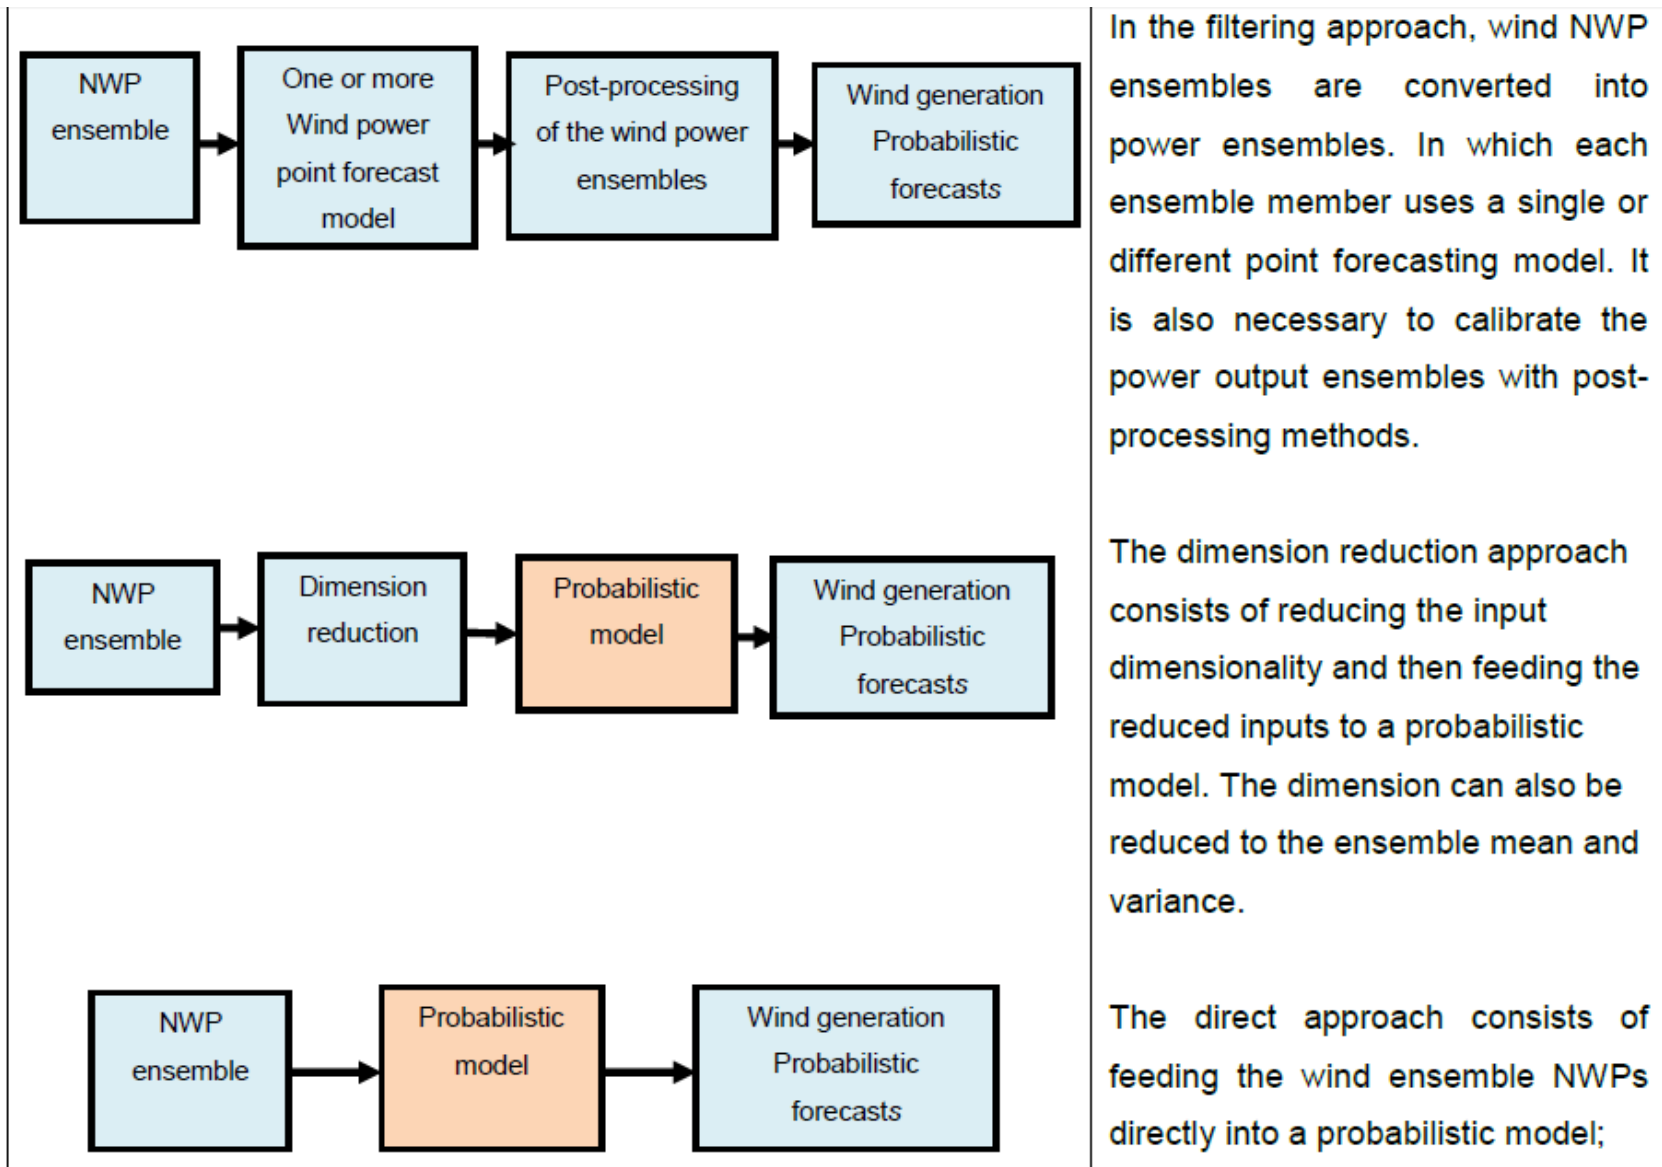 NWP
ensemble
One or more
Wind power
point forecast
model
Post-processing
of the wind power
ensembles
Wind generation
Probabilistic
forecasts
In the filtering approach, wind NWP
ensembles are converted into
power ensembles. In which each
ensemble member uses a single or
different point forecasting model. It
is also necessary to calibrate the
power output ensembles with post-
processing methods.
NWP
ensemble
Dimension
reduction
Probabilistic
model
Wind generation
Probabilistic
forecasts
The dimension reduction approach
consists of reducing the input
dimensionality and then feeding the
reduced inputs to a probabilistic
model. The dimension can also be
reduced to the ensemble mean and
variance.
NWP
ensemble
Probabilistic
model
Wind generation
Probabilistic
forecasts
The direct approach consists of
feeding the wind ensemble NWPs
directly into a probabilistic model;